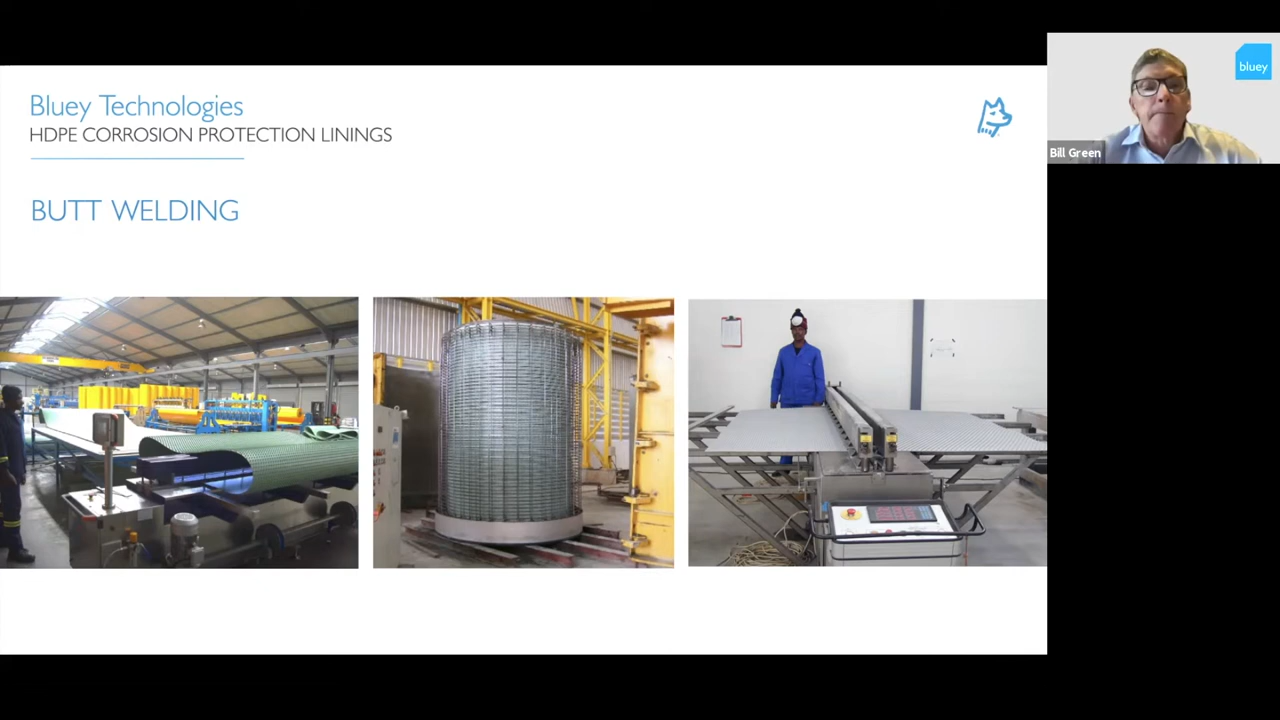 Bluey Technologies
HDPE CORROSION PROTECTION LININGS
BUTT WELDING
bluey
Bill Green